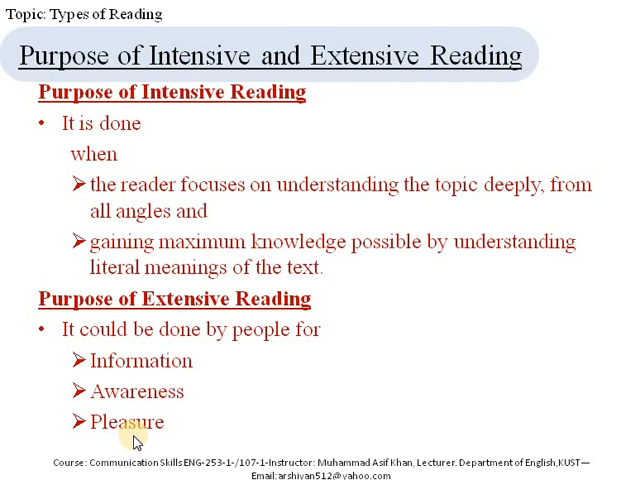 Topic: Types of Reading
Purpose of Intensive and Extensive Reading
Purpose of Intensive Reading
• It is done
when
➢ the reader focuses on understanding the topic deeply, from
all angles and
➢ gaining maximum knowledge possible by understanding
literal meanings of the text.
Purpose of Extensive Reading
• It could be done by people for
➢ Information
➢ Awareness
➢ Pleasure
Course: Communication Skills ENG-253-1-/107-1-Instructor: Muhammad Asif Khan, Lecturer. Department of English,KUST—
Email:arshiyan512@yahoo.com